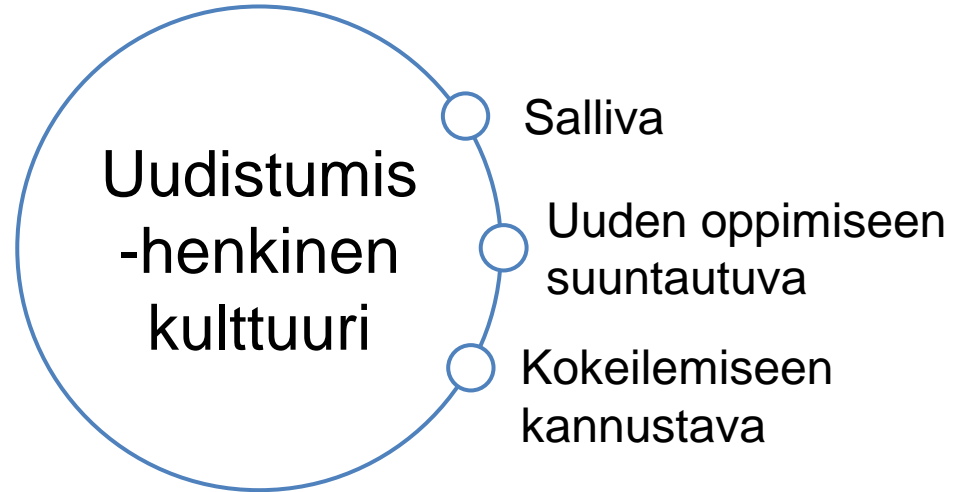 Uudistumis
-henkinen
kulttuuri
Salliva
Uuden oppimiseen
suuntautuva
Kokeilemiseen
kannustava